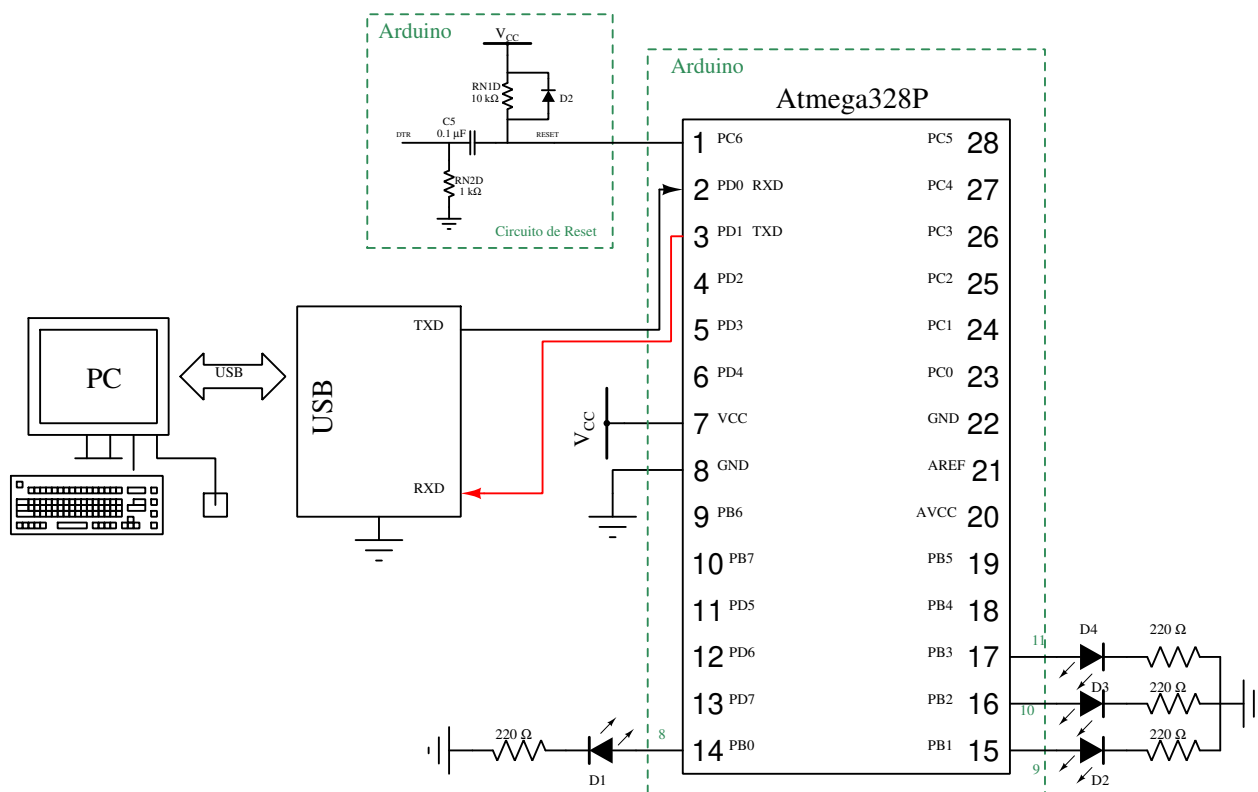 Arduino
VCC
RN1D
10 kΩ
D2
C5
0.1 µF
DTR
RESET
RN2D
1 kΩ
Circuito de Reset
Arduino
Atmega328P
1 PC6
PC5 28
2 PD0 RXD
PC4 27
3 PD1 TXD
PC3 26
4 PD2
PC2 25
5 PD3
PC1 24
6 PD4
PC0 23
7 VCC
GND 22
8 GND
AREF 21
9 PB6
AVCC 20
10 PB7
PB5 19
11 PD5
PB4 18
12 PD6
PB3 17
13 PD7
PB2 16
14 PB0
PB1 15
PC
USB
USB
TXD
RXD
VCC
220 Ω
D1
8
11
D4
220 Ω
10
D3
220 Ω
9
D2
220 Ω